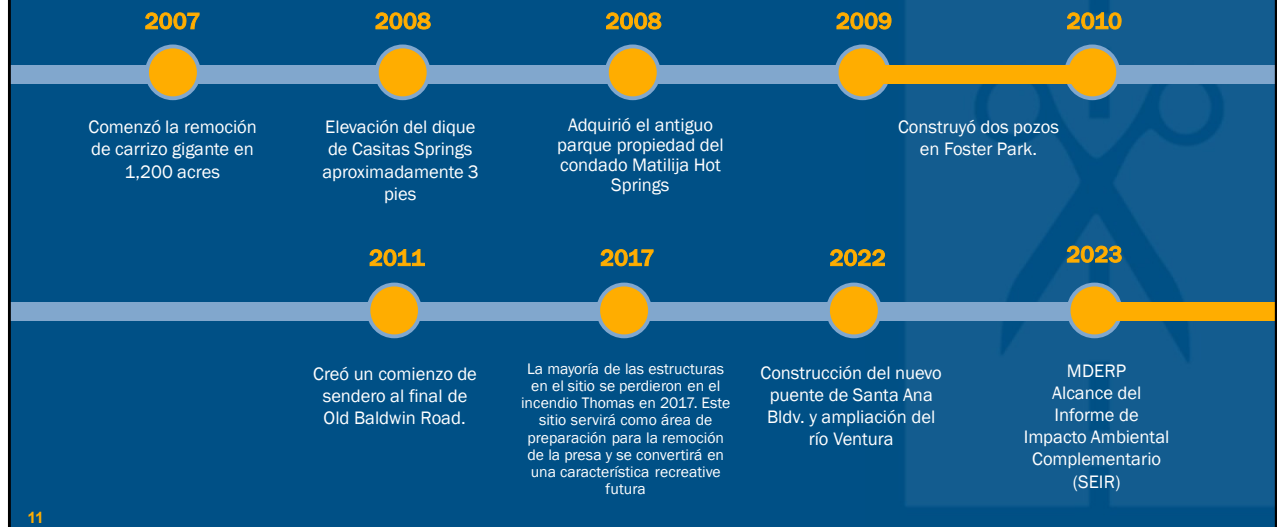 2007
Comenzó la remoción
de carrizo gigante en
1,200 acres
2008
Elevación del dique
de Casitas Springs
aproximadamente 3
pies
2008
Adquirió el antiguo
parque propiedad del
condado Matilija Hot
Springs
2009
2010
Construyó dos pozos
en Foster Park.
2011
Creó un comienzo de
sendero al final de
Old Baldwin Road.
2017
La mayoría de las estructuras
en el sitio se perdieron en el
incendio Thomas en 2017. Este
sitio servirá como área de
preparación para la remoción
de la presa y se convertirá en
una característica recreative
futura
2022
Construcción del nuevo
puente de Santa Ana
Bldv. y ampliación del
río Ventura
2023
MDERP
Alcance del
Informe de
Impacto Ambiental
Complementario
(SEIR)
11